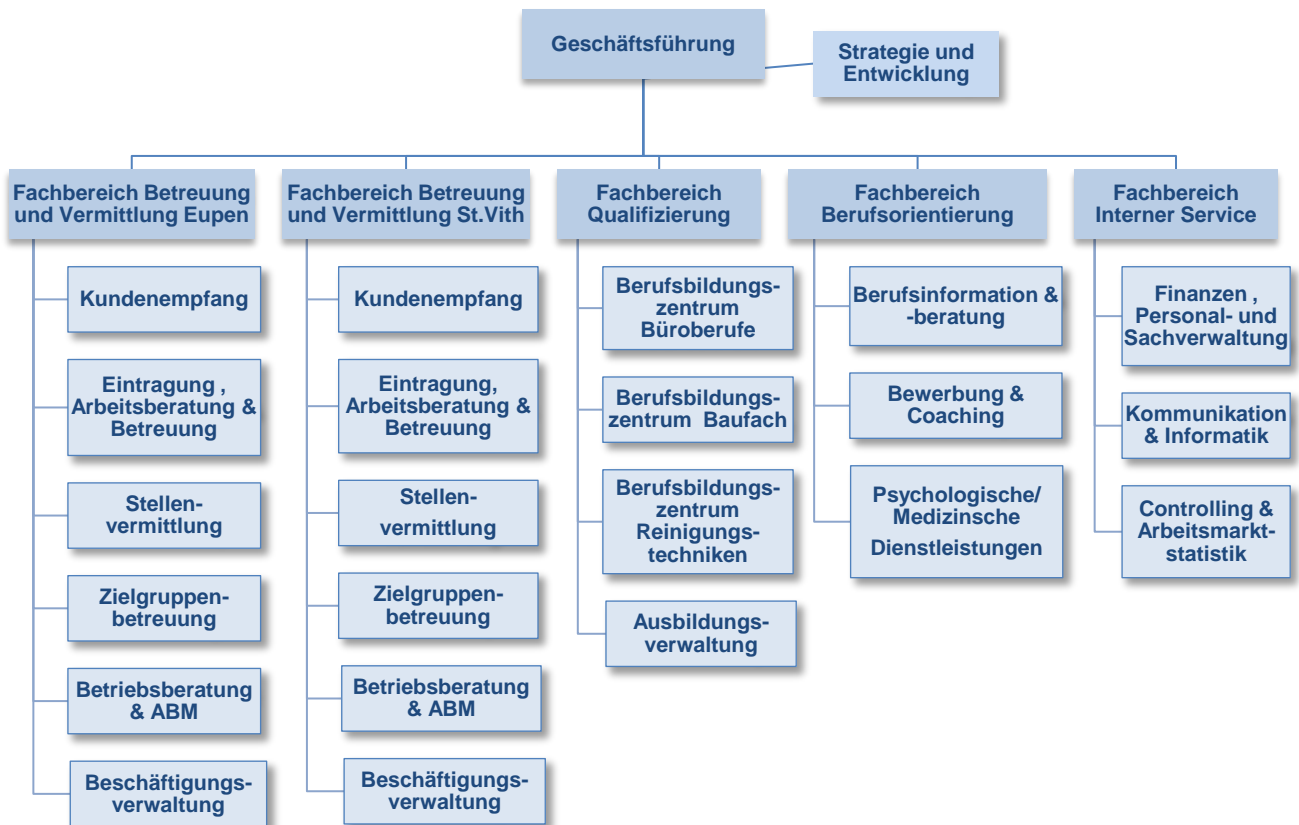 Geschäftsführung
Strategie und
Entwicklung
Fachbereich Betreuung
und Vermittlung Eupen
Kundenempfang
Eintragung ,
Arbeitsberatung &
Betreuung
Stellen-
vermittlung
Zielgruppen-
betreuung
Betriebsberatung
& ABM
Beschäftigungs-
verwaltung
Fachbereich Betreuung
und Vermittlung St.Vith
Kundenempfang
Eintragung,
Arbeitsberatung &
Betreuung
Stellen-
vermittlung
Zielgruppen-
betreuung
Betriebsberatung
& ABM
Beschäftigungs-
verwaltung
Fachbereich
Qualifizierung
Berufsbildungs-
zentrum
Büroberufe
Berufsbildungs-
zentrum Baufach
Berufsbildungs-
zentrum
Reinigungs-
techniken
Ausbildungs-
verwaltung
Fachbereich
Berufsorientierung
Berufsinformation &
-beratung
Bewerbung &
Coaching
Psychologische/
Medizinsche
Dienstleistungen
Fachbereich
Interner Service
Finanzen ,
Personal- und
Sachverwaltung
Kommunikation
& Informatik
Controlling &
Arbeitsmarkt-
statistik